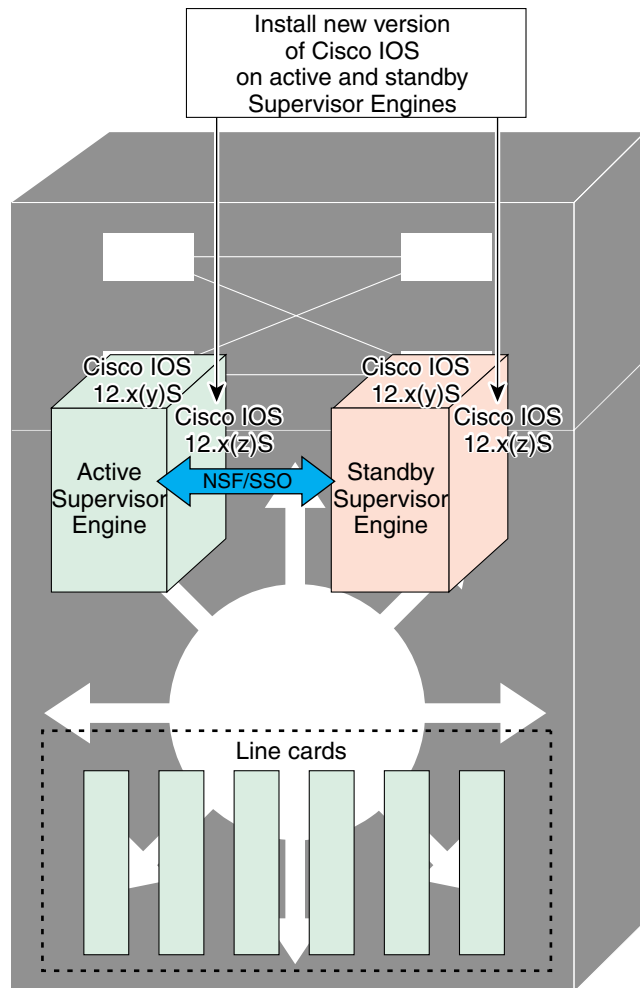 Install new version
of Cisco IOS
on active and standby
Supervisor Engines
Cisco IOS
12.x(y)S
Cisco IOS
12.x(z)S
Active
Supervisor
Engine
NSF/SSO
Cisco IOS
12.x(y)S
Cisco IOS
12.x(z)S
Standby
Supervisor
Engine
Line cards